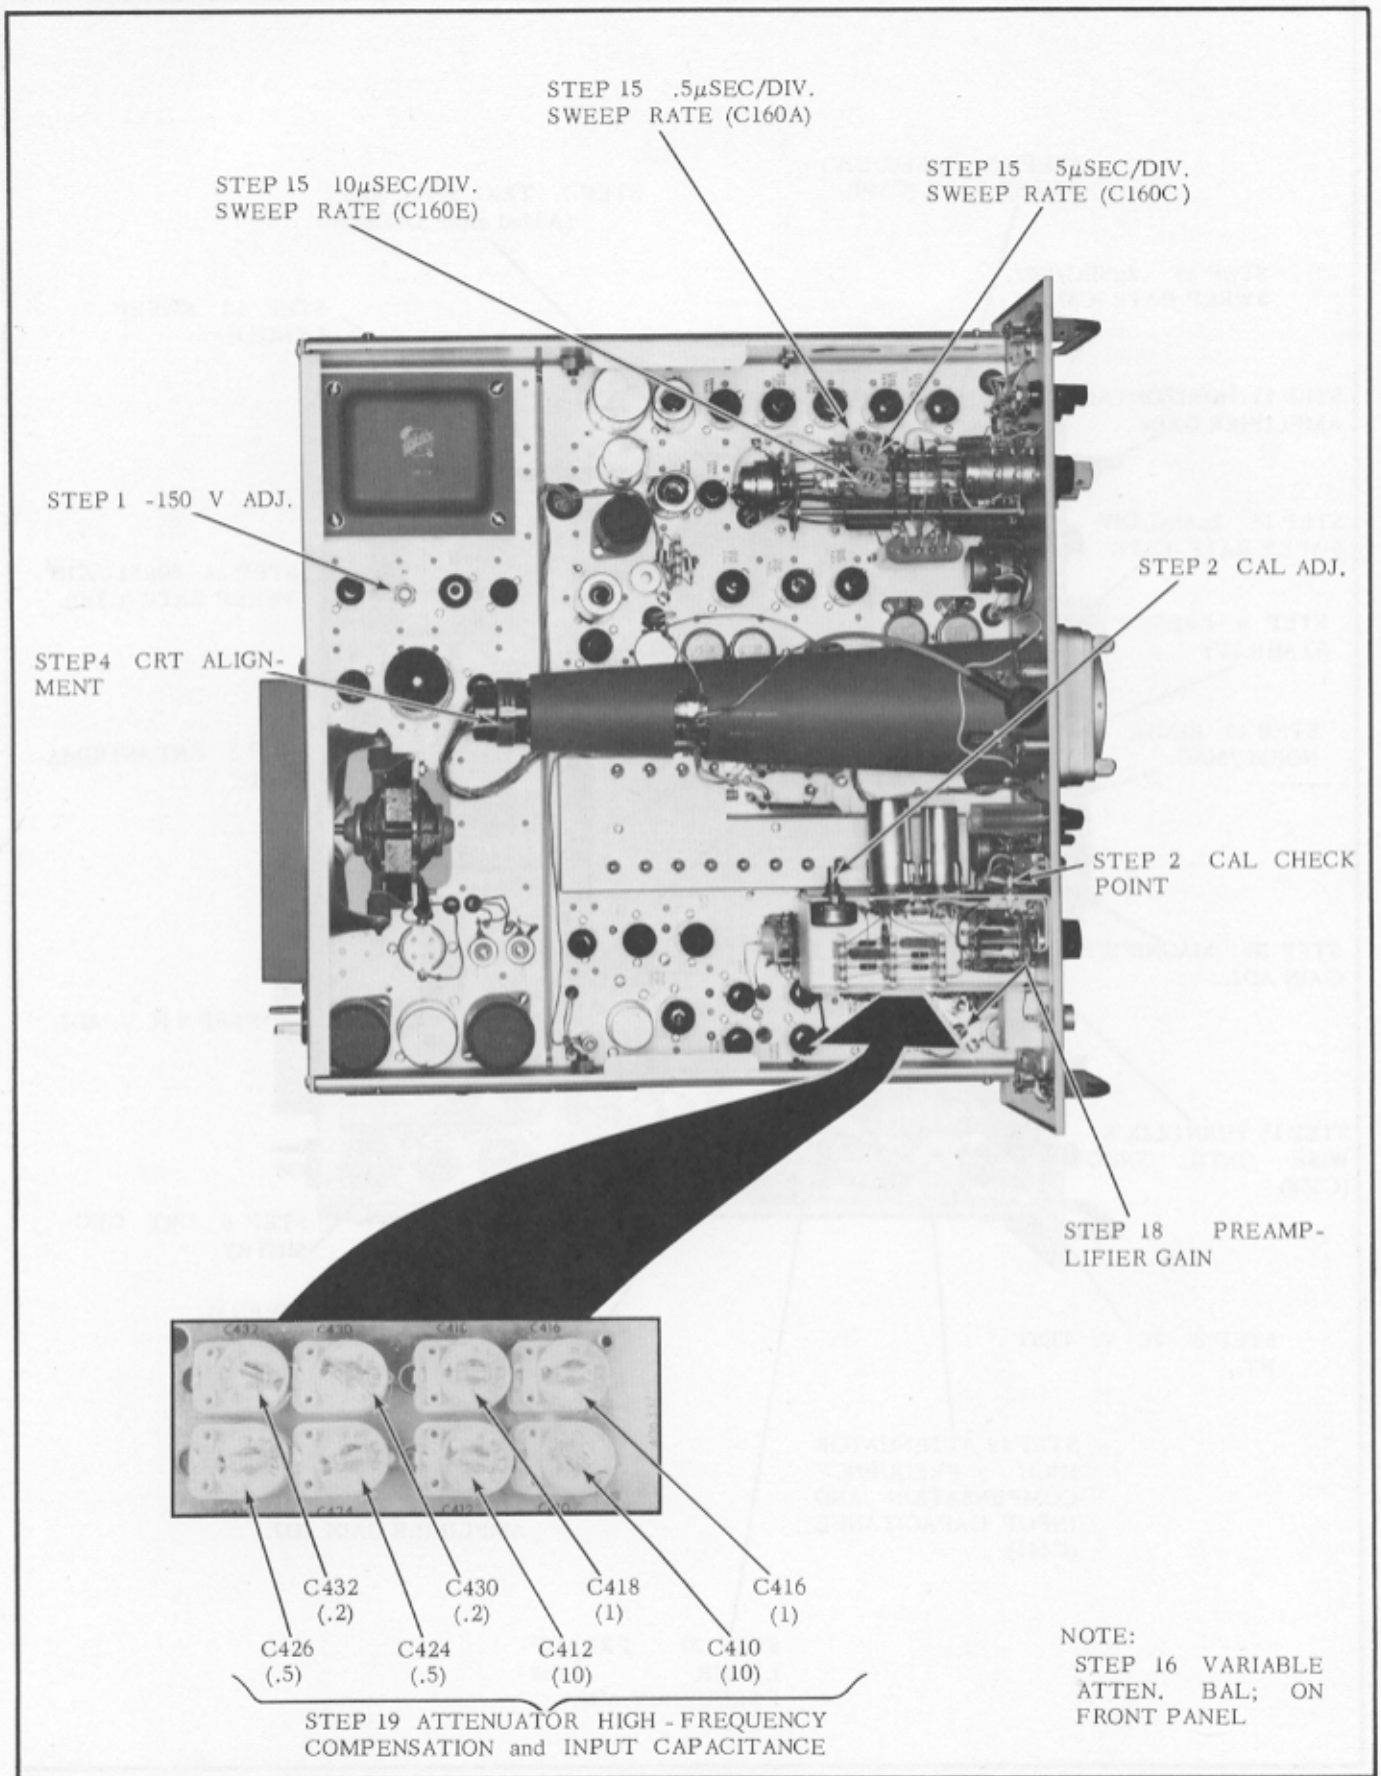 STEP 15 .5µSEC/DIV.
SWEEP RATE (C160A)
STEP 15 10µSEC/DIV.
SWEEP RATE (C160E)
STEP 15 5µSEC/DIV.
SWEEP RATE (C160C)
STEP 1 -150 V ADJ.
STEP 2 CAL ADJ.
STEP4 CRT ALIGN-
MENT
STEP 2 CAL CHECK
POINT
STEP 18 PREAMP-
LIFIER GAIN
C432 C430 C418 C416
C424 C412 C410
C432
(.2)
C430
(.2)
C418
(1)
C416
(1)
C426
(.5)
C424
(.5)
C412
(10)
C410
(10)
STEP 19 ATTENUATOR HIGH - FREQUENCY
COMPENSATION and INPUT CAPACITANCE
NOTE:
STEP 16 VARIABLE
ATTEN. BAL; ON
FRONT PANEL